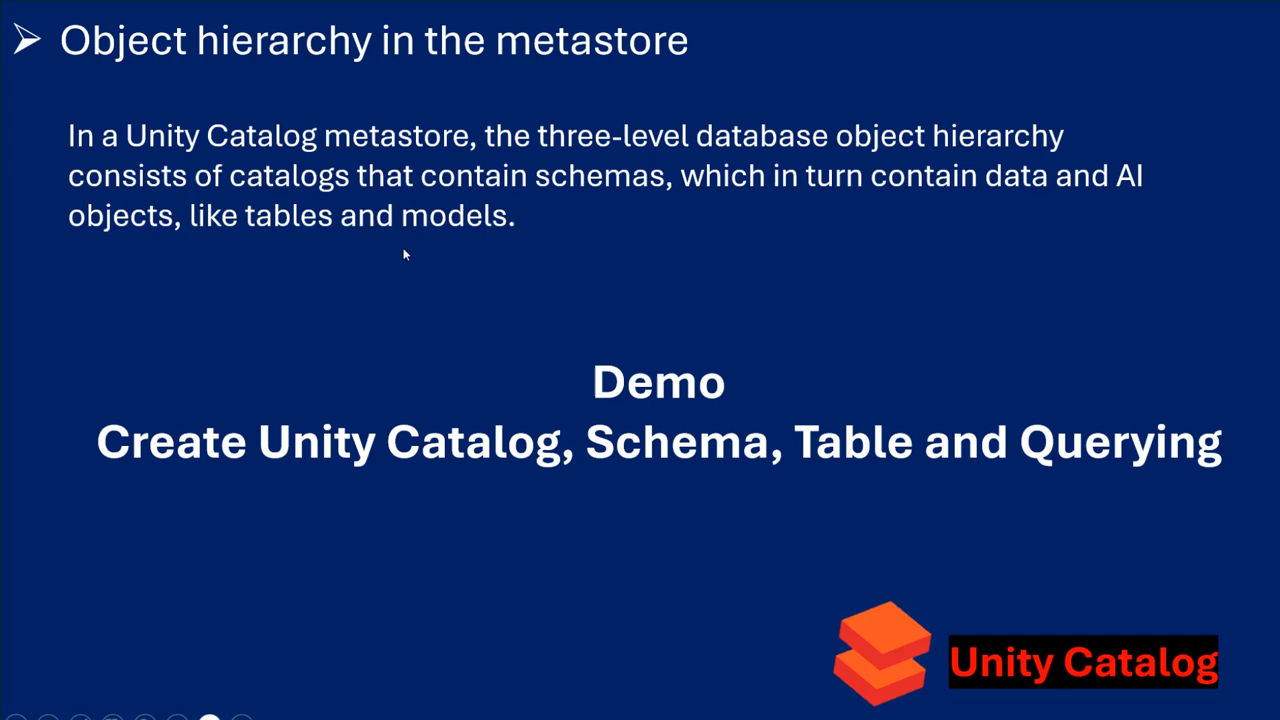 Object hierarchy in the metastore
In a Unity Catalog metastore, the three-level database object hierarchy
consists of catalogs that contain schemas, which in turn contain data and AI
objects, like tables and models.
Demo
Create Unity Catalog, Schema, Table and Querying
Unity Catalog